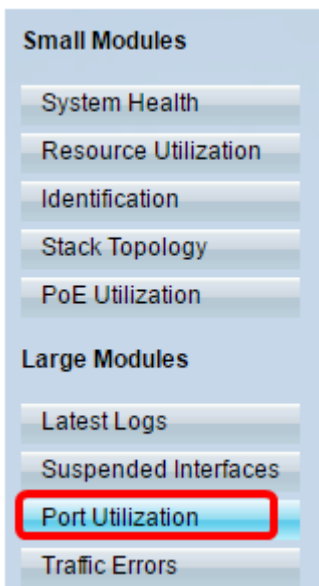 Small Modules
System Health
Resource Utilization
Identification
Stack Topology
PoE Utilization
Large Modules
Latest Logs
Suspended Interfaces
Port Utilization
Traffic Errors